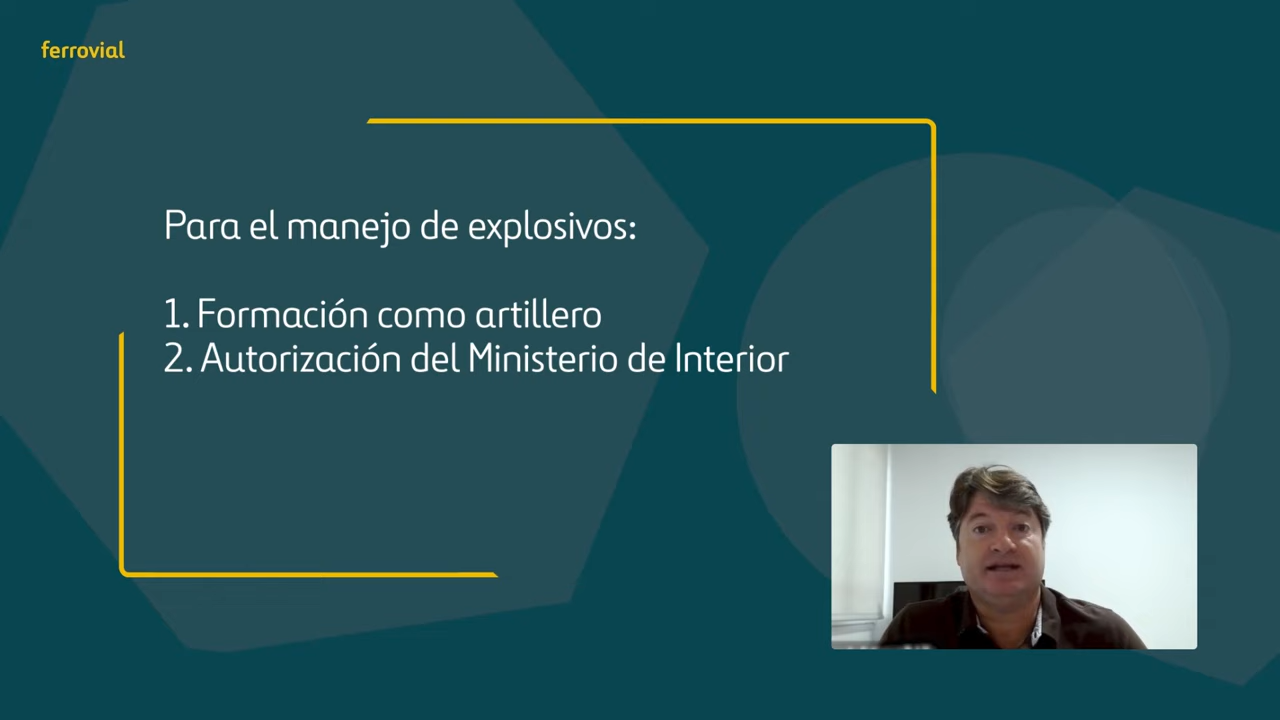 ferrovial
Para el manejo de explosivos:
1. Formación como artillero
2. Autorización del Ministerio de Interior